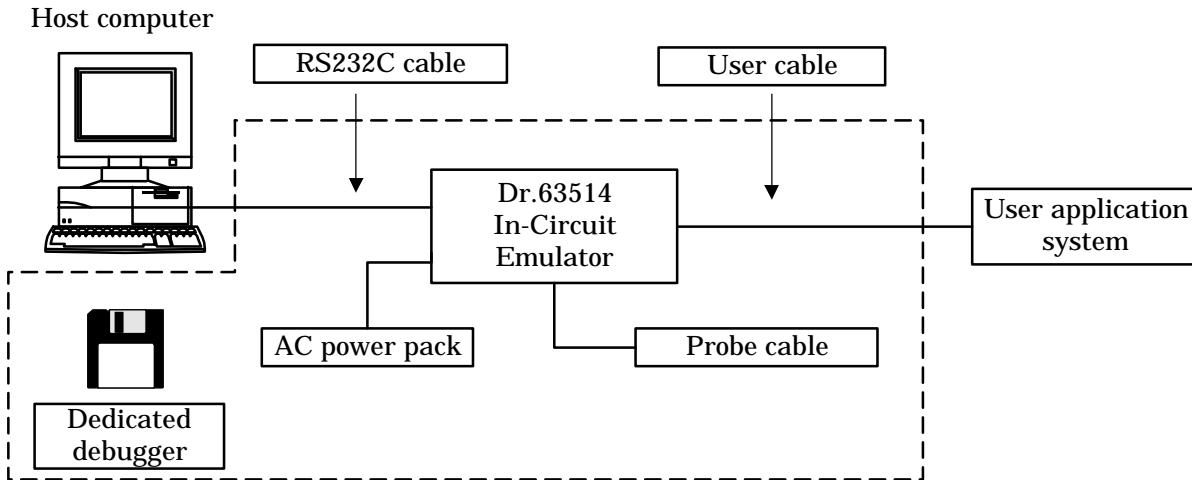 Host computer
RS232C cable
User cable
Dr.63514
In-Circuit
Emulator
User application
system
AC power pack
Probe cable
Dedicated
debugger